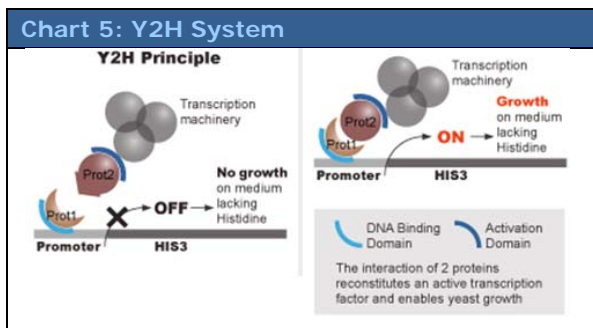 Chart 5: Y2H System
Y2H Principle
Transcription
machinery
Prot2
Prot1
No growth
on medium
lacking
Histidine
OFF
Promoter
HIS3
Transcription
machinery
Prot2
Prot1
Growth
on medium
lacking
Histidine
ON
Promoter
HIS3
DNA Binding
Domain
Activation
Domain
The interaction of 2 proteins
reconstitutes an active transcription
factor and enables yeast growth